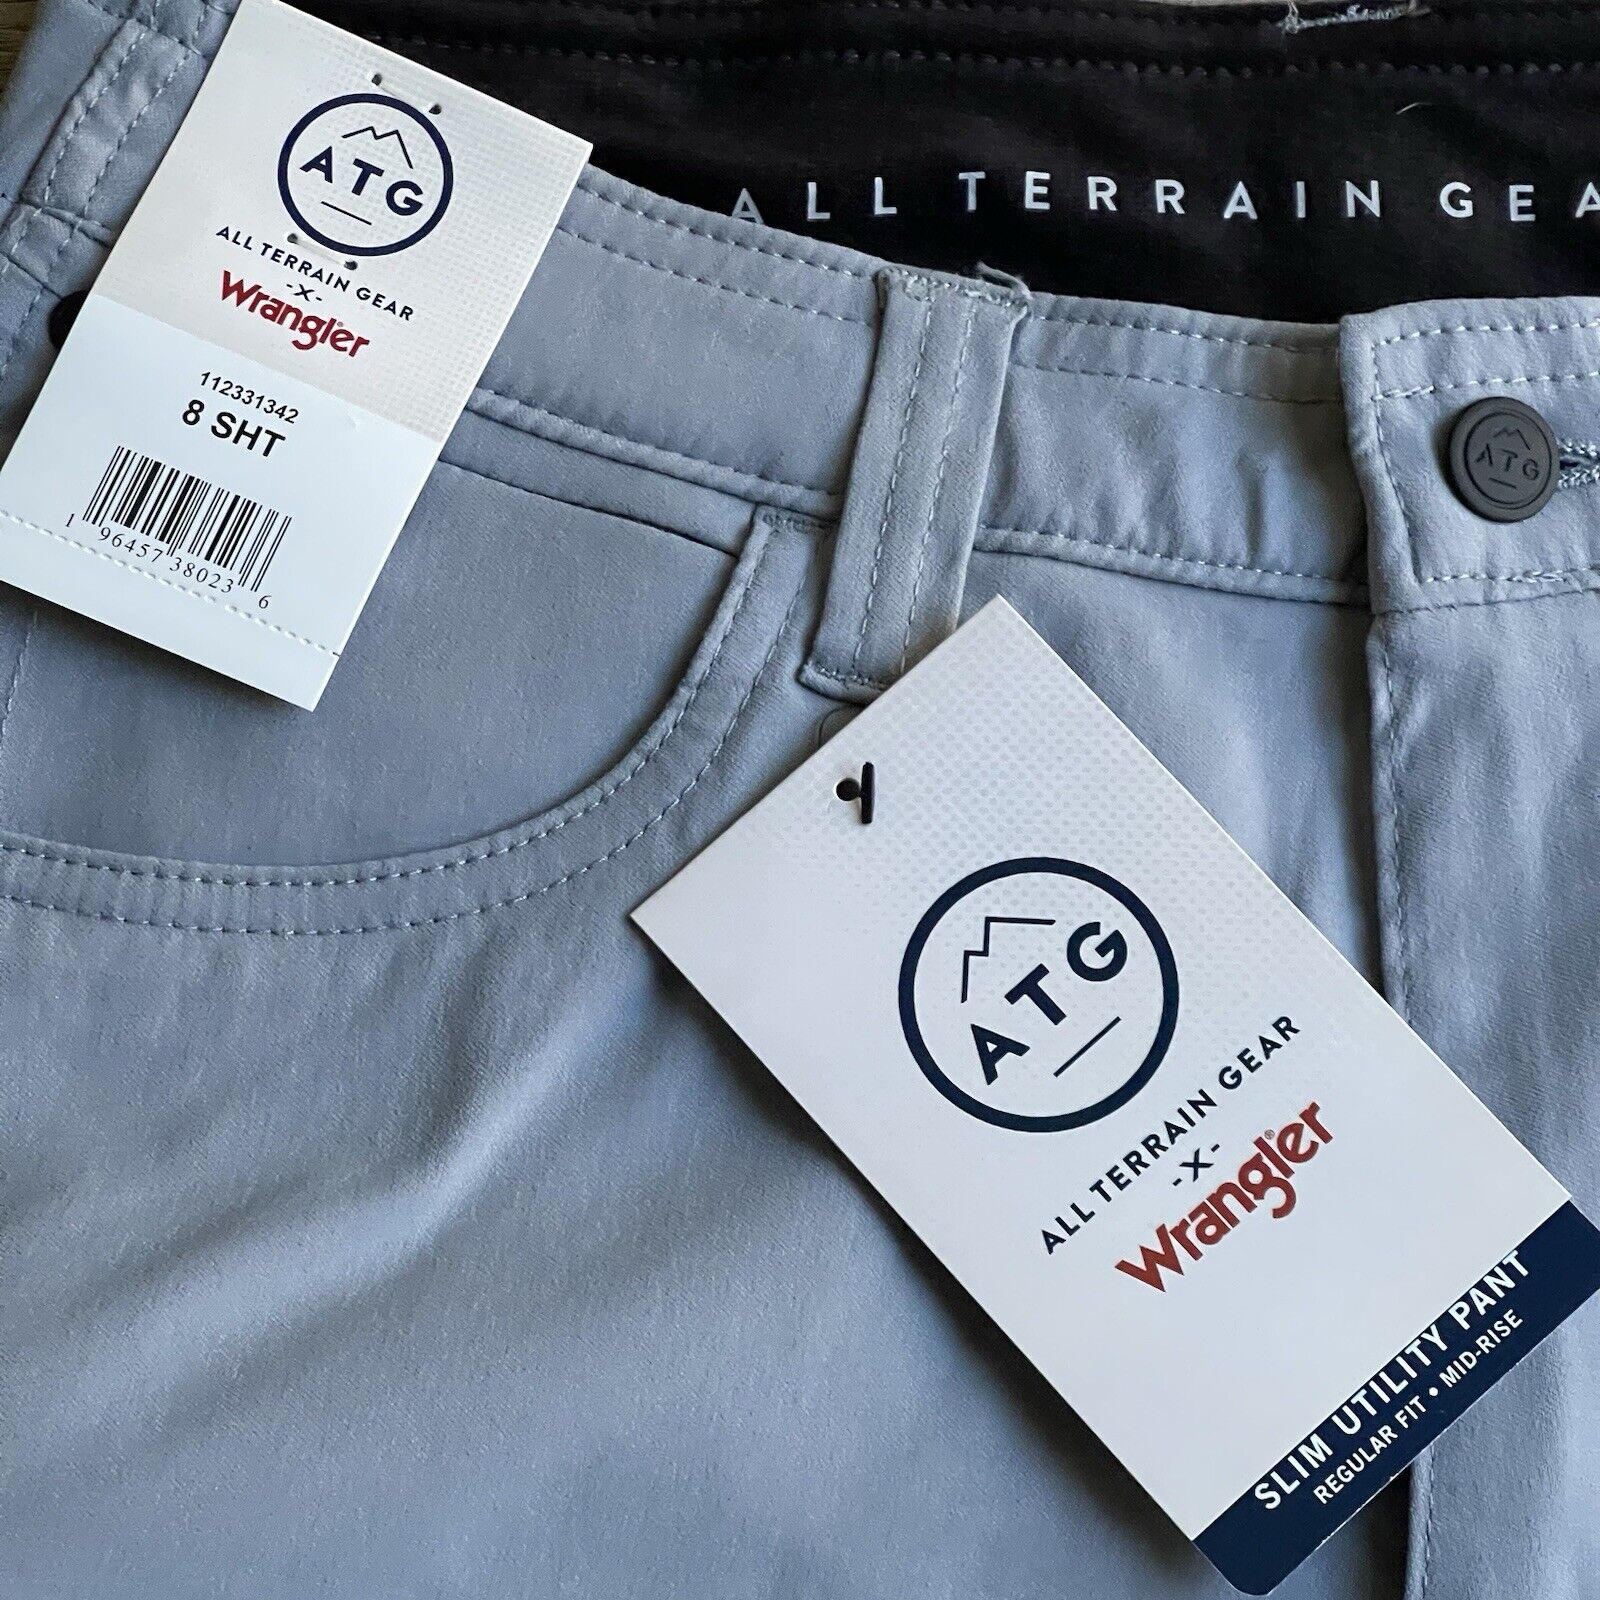 ATG
ALL TERRAIN GEAR
-X-
Wrangler
112331342
8 SHT
1 96457 38023 6
ALL TERRAIN GEA
ATG
ATG
ALL TERRAIN GEAR
-X-
Wrangler®
SLIM UTILITY PANT
REGULAR FIT • MID-RISE